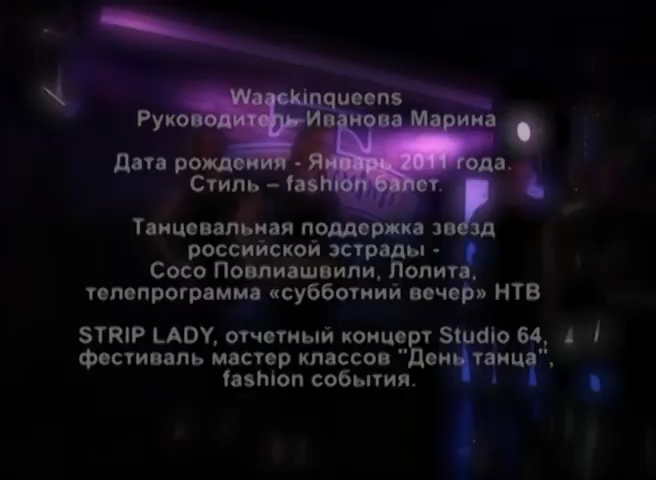 Waackinqueens
Руководитель Иванова Марина
Дата рождения - Январь 2011 года.
Стиль – fashion балет.
Танцевальная поддержка звезд
российской эстрады -
Сосо Повлиашвили, Лолита,
телепрограмма «субботний вечер» НТВ
STRIP LADY, отчетный концерт Studio 64,
фестиваль мастер классов "День танца",
fashion события.